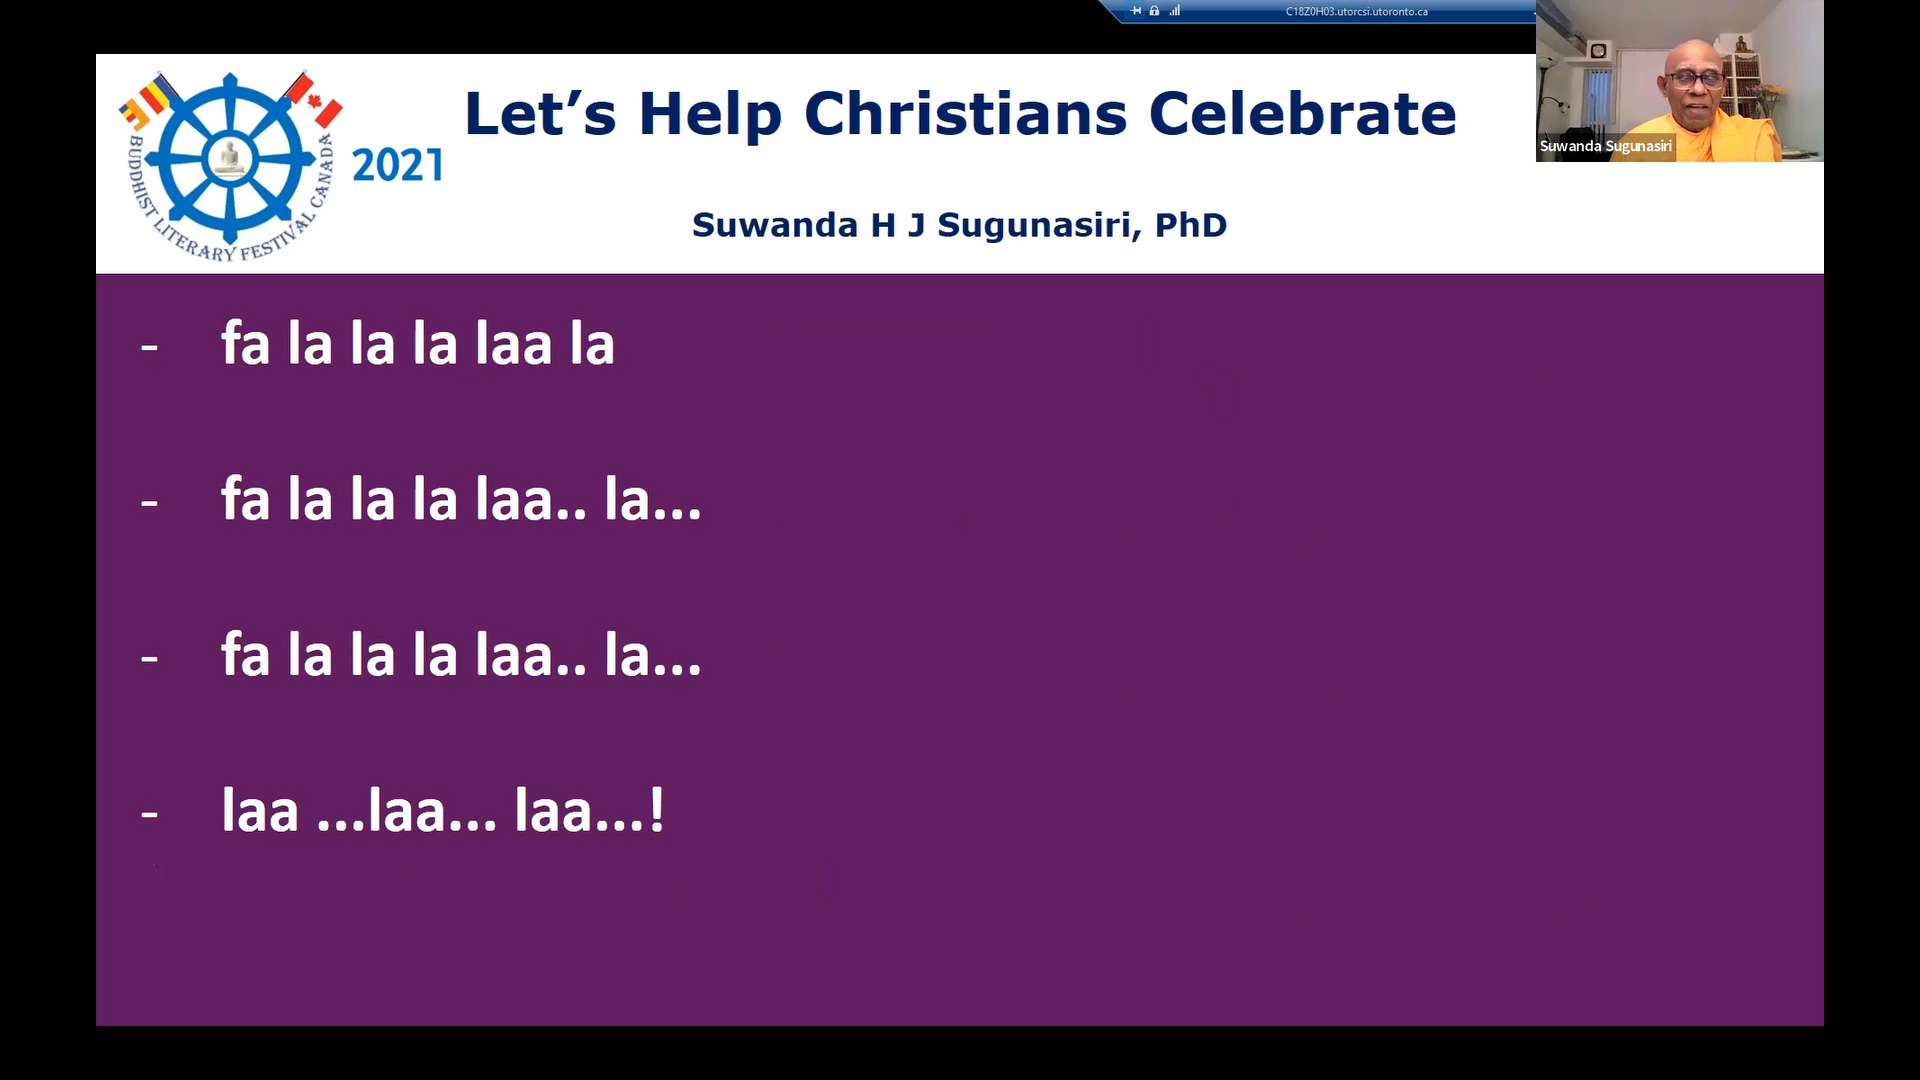 C18Z0H03.utorcsi.utoronto.ca
Let’s Help Christians Celebrate
2021
BUDDHIST LITERARY FESTIVAL CANADA
Suwanda H J Sugunasiri, PhD
Suwanda Sugunasiri
- fa la la la laa la
- fa la la la laa.. la...
- fa la la la laa.. la...
- laa ...laa... laa...!